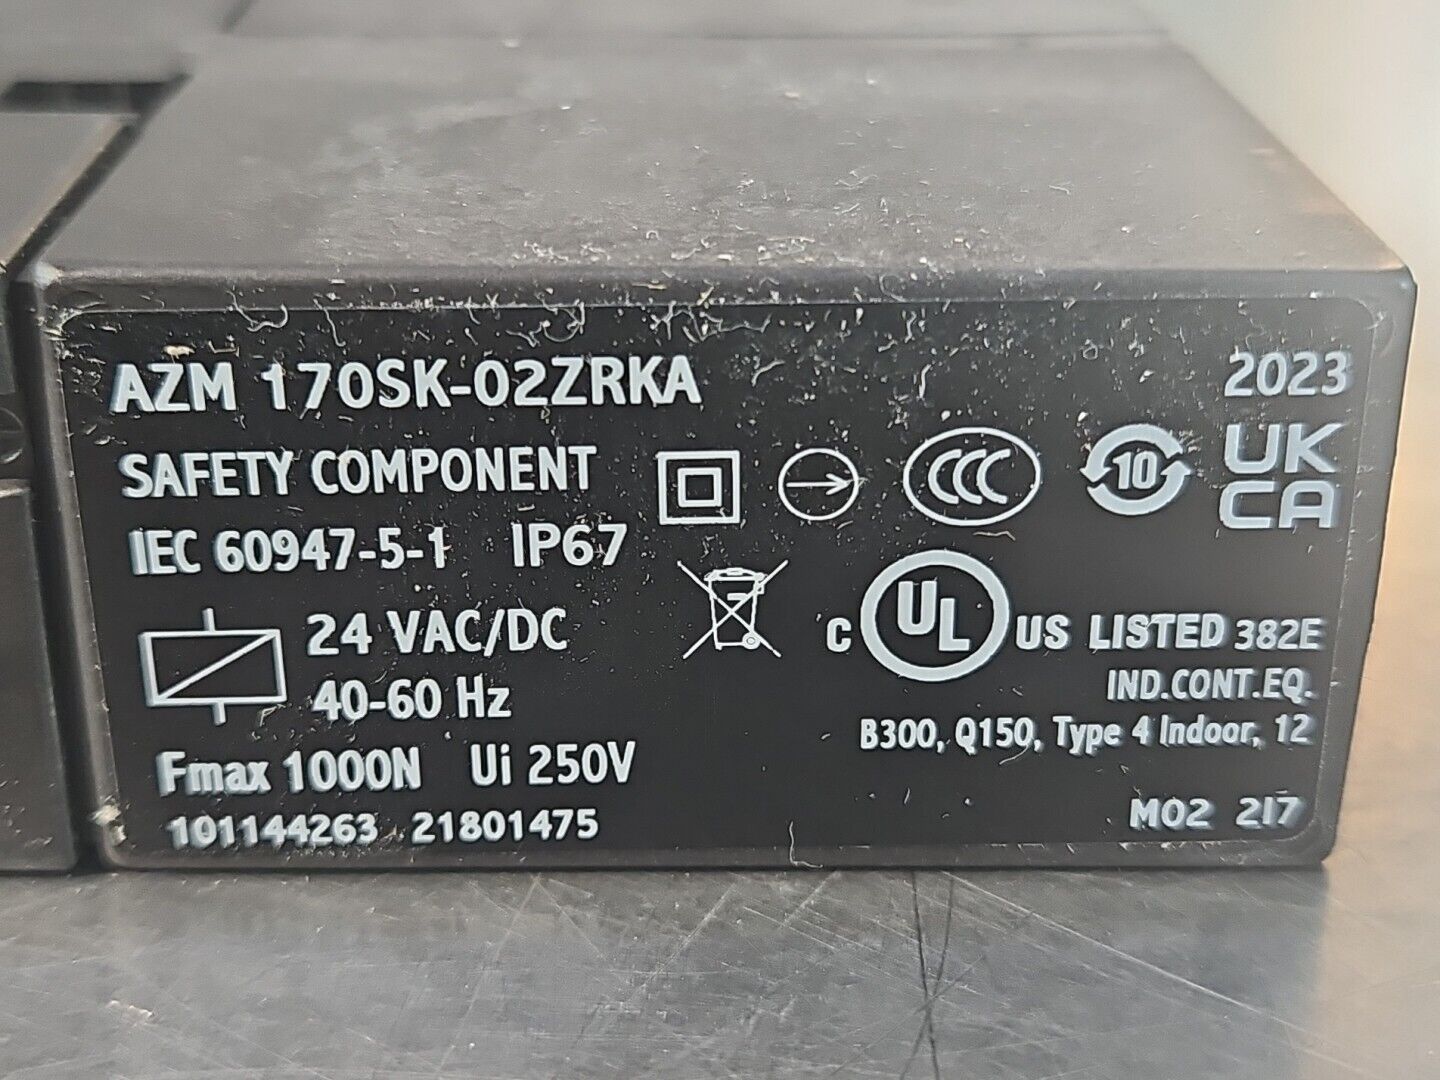 AZM 170SK-02ZRKA 2023
SAFETY COMPONENT CCC 10 UK CA
IEC 60947-5-1 IP67
24 VAC/DC C UL US LISTED 382E
40-60 Hz IND.CONT.EQ.
B300, Q150, Type 4 Indoor, 12
Fmax 1000N Ui 250V
101144263 21801475 M02 217